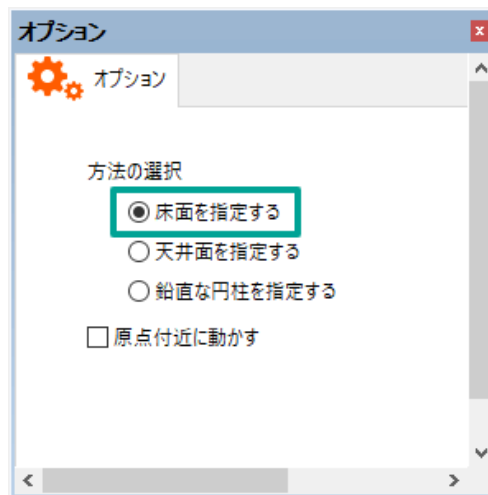 オプション
オプション
方法の選択
床面を指定する
天井面を指定する
鉛直な円柱を指定する
原点付近に動かす